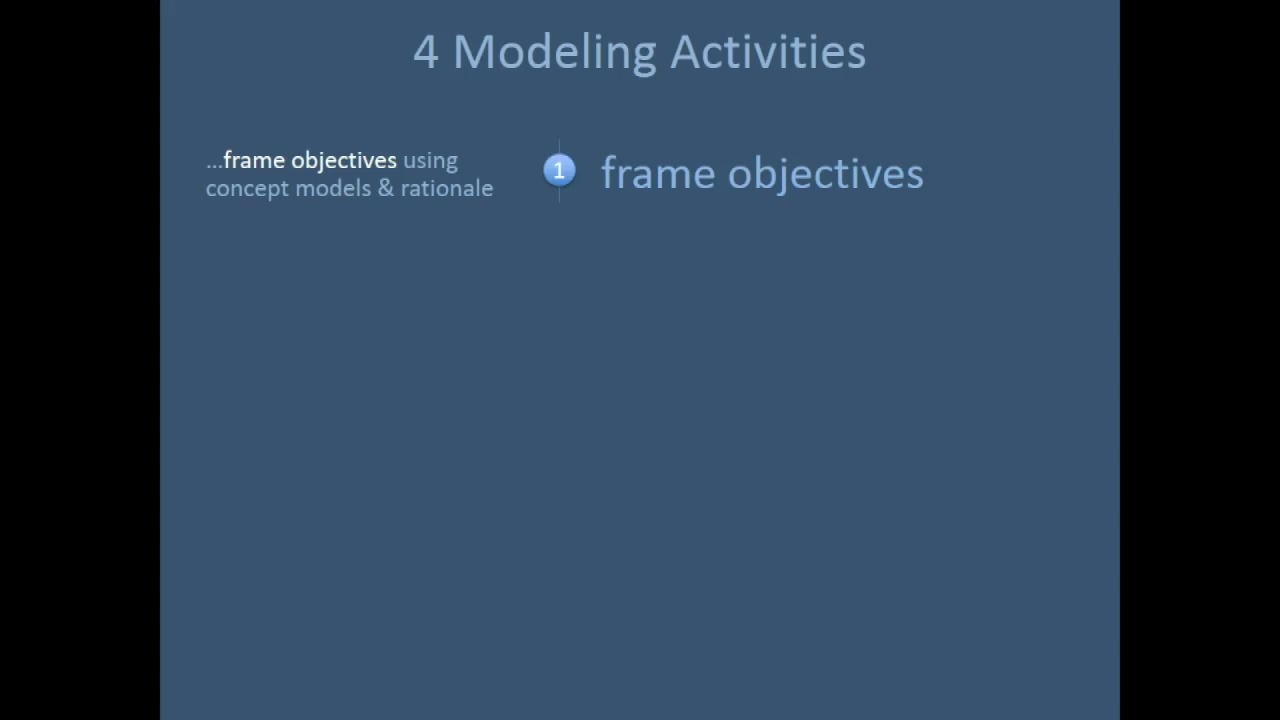 4 Modeling Activities
...frame objectives using
concept models & rationale
1
frame objectives